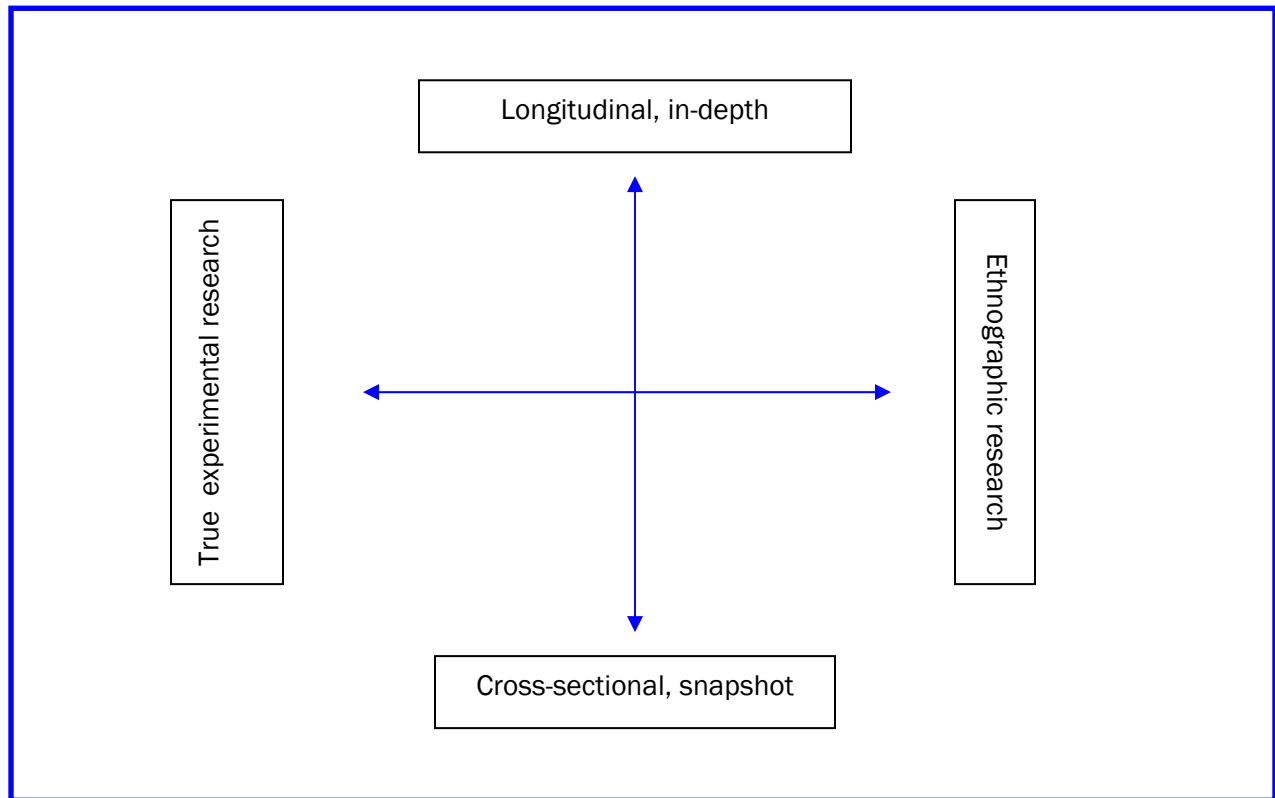 Longitudinal, in-depth
True experimental research
Ethnographic research
Cross-sectional, snapshot